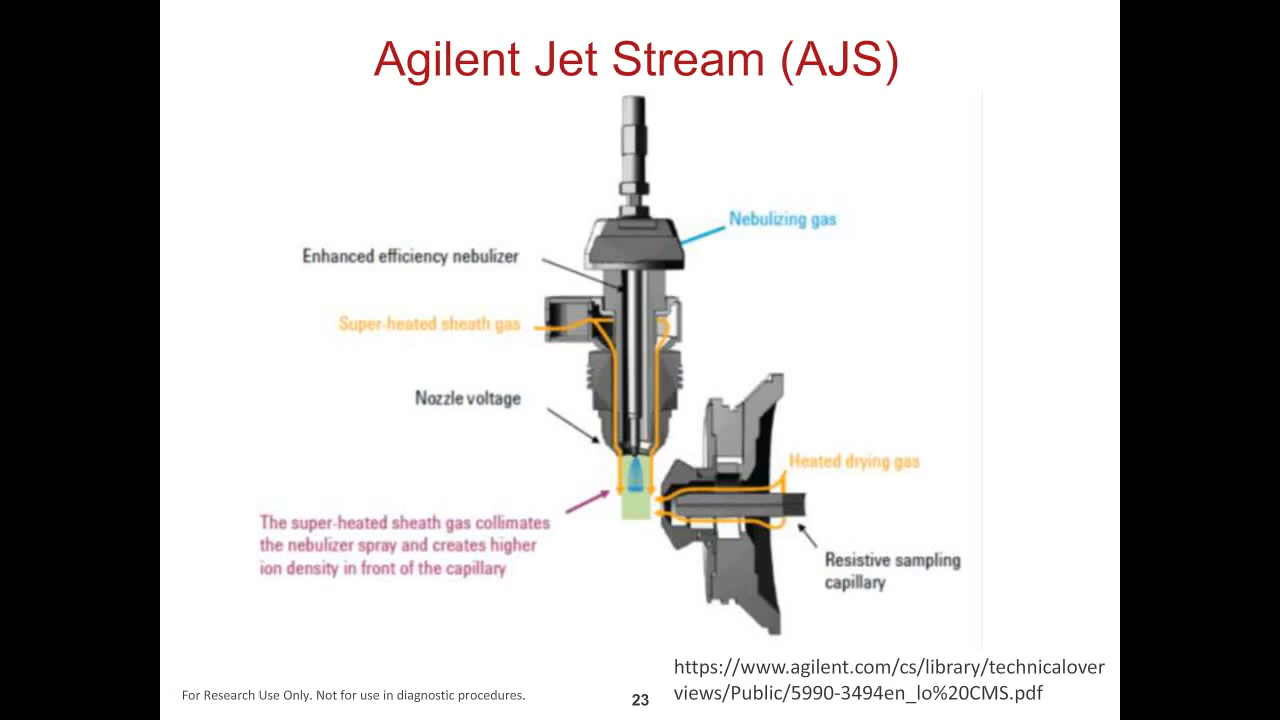 Agilent Jet Stream (AJS)
Nebulizing gas
Enhanced efficiency nebulizer
Super-heated sheath gas
Nozzle voltage
Heated drying gas
The super-heated sheath gas collimates
the nebulizer spray and creates higher
ion density in front of the capillary
Resistive sampling
capillary
https://www.agilent.com/cs/library/technicalover
views/Public/5990-3494en_lo%20CMS.pdf
For Research Use Only. Not for use in diagnostic procedures.
23